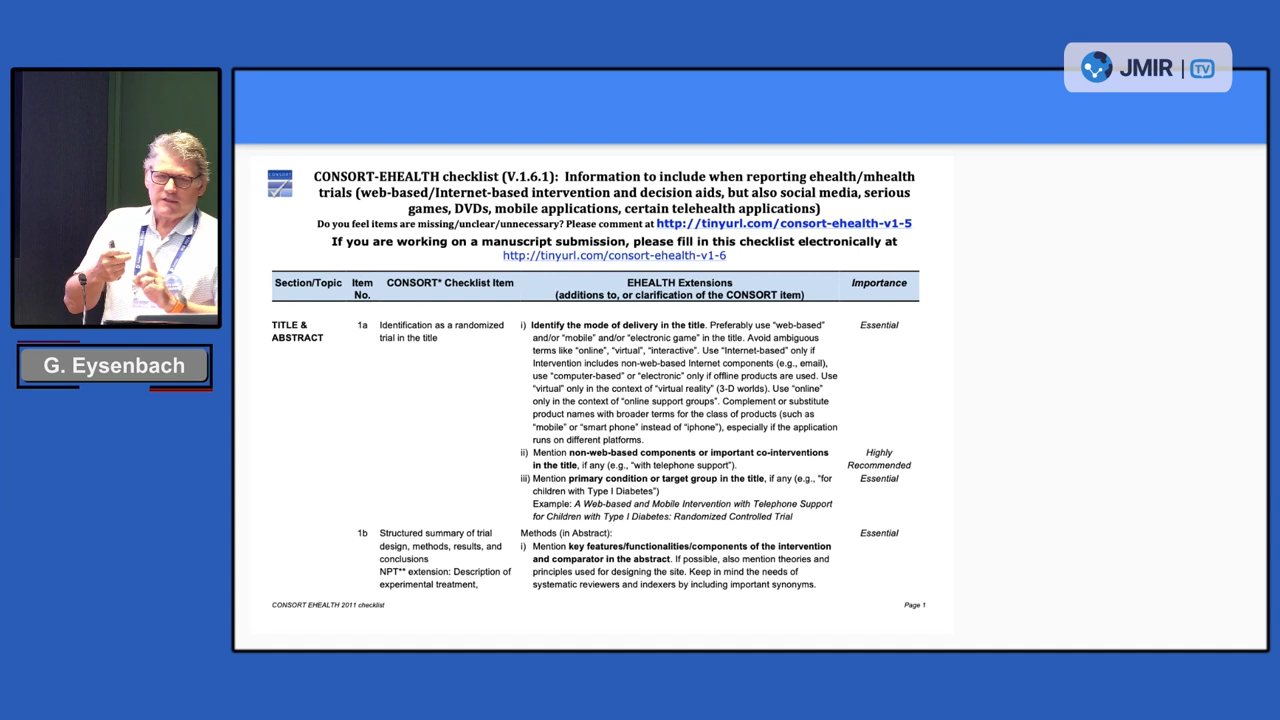 JMIR | TV
G. Eysenbach
CONSORT
CONSORT-EHEALTH checklist (V.1.6.1): Information to include when reporting ehealth/mhealth
trials (web-based/Internet-based intervention and decision aids, but also social media, serious
games, DVDs, mobile applications, certain telehealth applications)
Do you feel items are missing/unclear/unnecessary? Please comment at http://tinyurl.com/consort-ehealth-v1-5
If you are working on a manuscript submission, please fill in this checklist electronically at
http://tinyurl.com/consort-ehealth-v1-6
Section/Topic Item No. CONSORT* Checklist Item EHEALTH Extensions (additions to, or clarification of the CONSORT item) Importance
TITLE &
ABSTRACT
1a
Identification as a randomized
trial in the title
i) Identify the mode of delivery in the title. Preferably use “web-based”
and/or “mobile” and/or “electronic game” in the title. Avoid ambiguous
terms like “online”, “virtual”, “interactive”. Use “Internet-based” only if
Intervention includes non-web-based Internet components (e.g., email),
use “computer-based” or “electronic” only if offline products are used. Use
“virtual” only in the context of “virtual reality” (3-D worlds). Use “online”
only in the context of “online support groups”. Complement or substitute
product names with broader terms for the class of products (such as
“mobile” or “smart phone” instead of “iphone”), especially if the application
runs on different platforms.
Essential
ii) Mention non-web-based components or important co-interventions
in the title, if any (e.g., “with telephone support”).
Highly
Recommended
iii) Mention primary condition or target group in the title, if any (e.g., “for
children with Type I Diabetes”)
Example: A Web-based and Mobile Intervention with Telephone Support
for Children with Type I Diabetes: Randomized Controlled Trial
Essential
1b
Structured summary of trial
design, methods, results, and
conclusions
NPT** extension: Description of
experimental treatment,
Methods (in Abstract):
i) Mention key features/functionalities/components of the intervention
and comparator in the abstract. If possible, also mention theories and
principles used for designing the site. Keep in mind the needs of
systematic reviewers and indexers by including important synonyms.
Essential
CONSORT EHEALTH 2011 checklist
Page 1